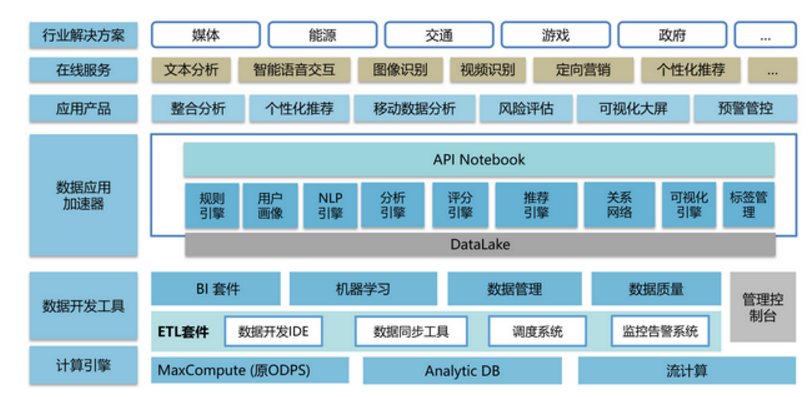 行业解决方案 媒体 能源 交通 游戏 政府 ...
在线服务 文本分析 智能语音交互 图像识别 视频识别 定向营销 个性化推荐 ...
应用产品 整合分析 个性化推荐 移动数据分析 风险评估 可视化大屏 预警管控
数据应用
加速器
API Notebook
规则
引擎
用户
画像
NLP
引擎
分析
引擎
评分
引擎
推荐
引擎
关系
网络
可视化
引擎
标签管
理
DataLake
数据开发工具
BI 套件 机器学习 数据管理 数据质量
管理控
制台
ETL套件 数据开发IDE 数据同步工具 调度系统 监控告警系统
计算引擎 MaxCompute (原ODPS) Analytic DB 流计算